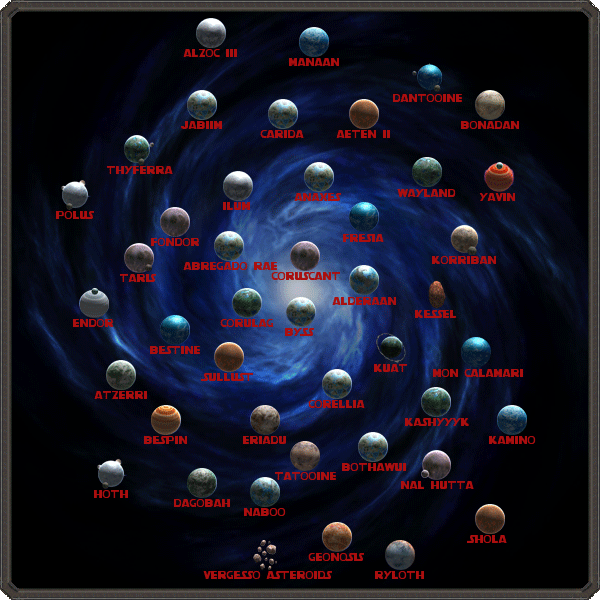 ALZOC III
MANAAN
DANTOOINE
JABIIM
CARIDA
AETEN II
BONADAN
THYFERRA
ILUM
ANAXES
WAYLAND
YAVIN
POLUS
FONDOR
FRESIA
ABREGADO RAE
KORRIBAN
TARIS
CORUSCANT
ALDERAAN
KESSEL
ENDOR
CORULAG
BYSS
BESTINE
KUAT
MON CALAMARI
SULLUST
ATZERRI
CORELLIA
KASHYYYK
KAMINO
BESPIN
ERIADU
BOTHAWUI
TATOOINE
NAL HUTTA
HOTH
DAGOBAH
NABOO
SHOLA
GEONOSIS
VERGESSO ASTEROIDS
RYLOTH